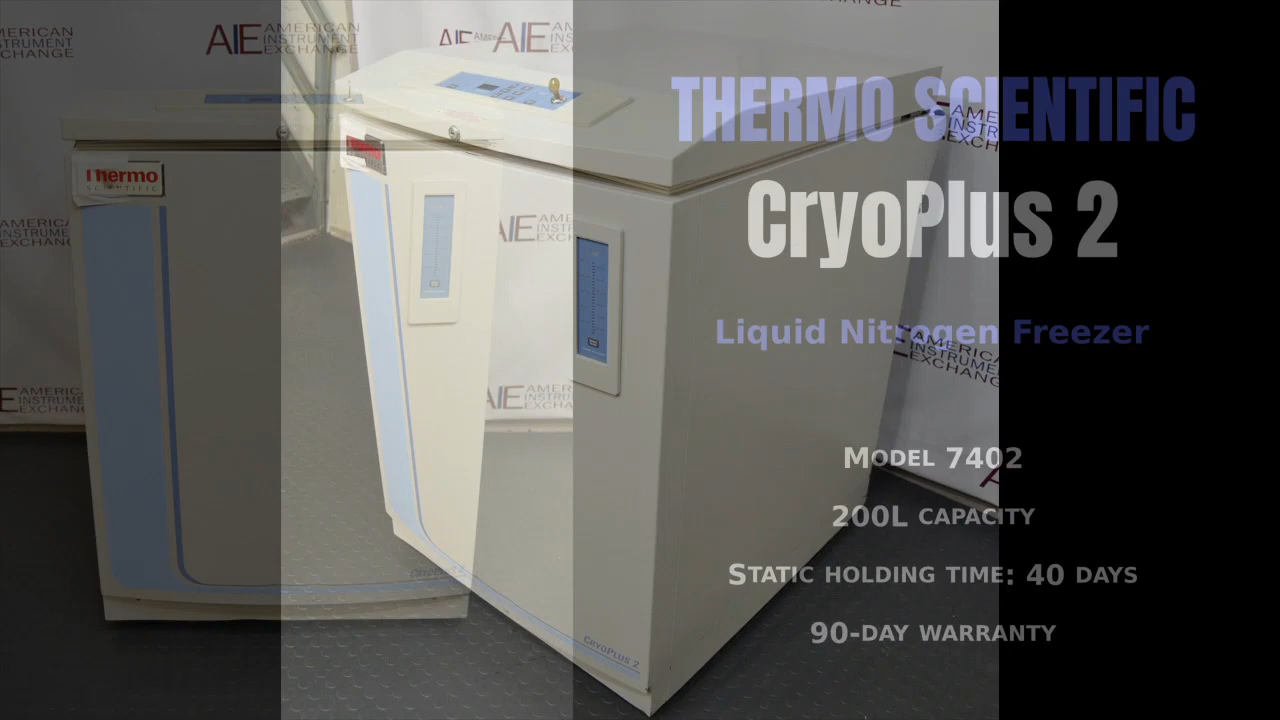 THERMO SCIENTIFIC
CryoPlus 2
Liquid Nitrogen Freezer
MODEL 7402
200L CAPACITY
STATIC HOLDING TIME: 40 DAYS
90-DAY WARRANTY
AIE AMERICAN INSTRUMENT EXCHANGE
Thermo
SCIENTIFIC
CRYOPLUS 2